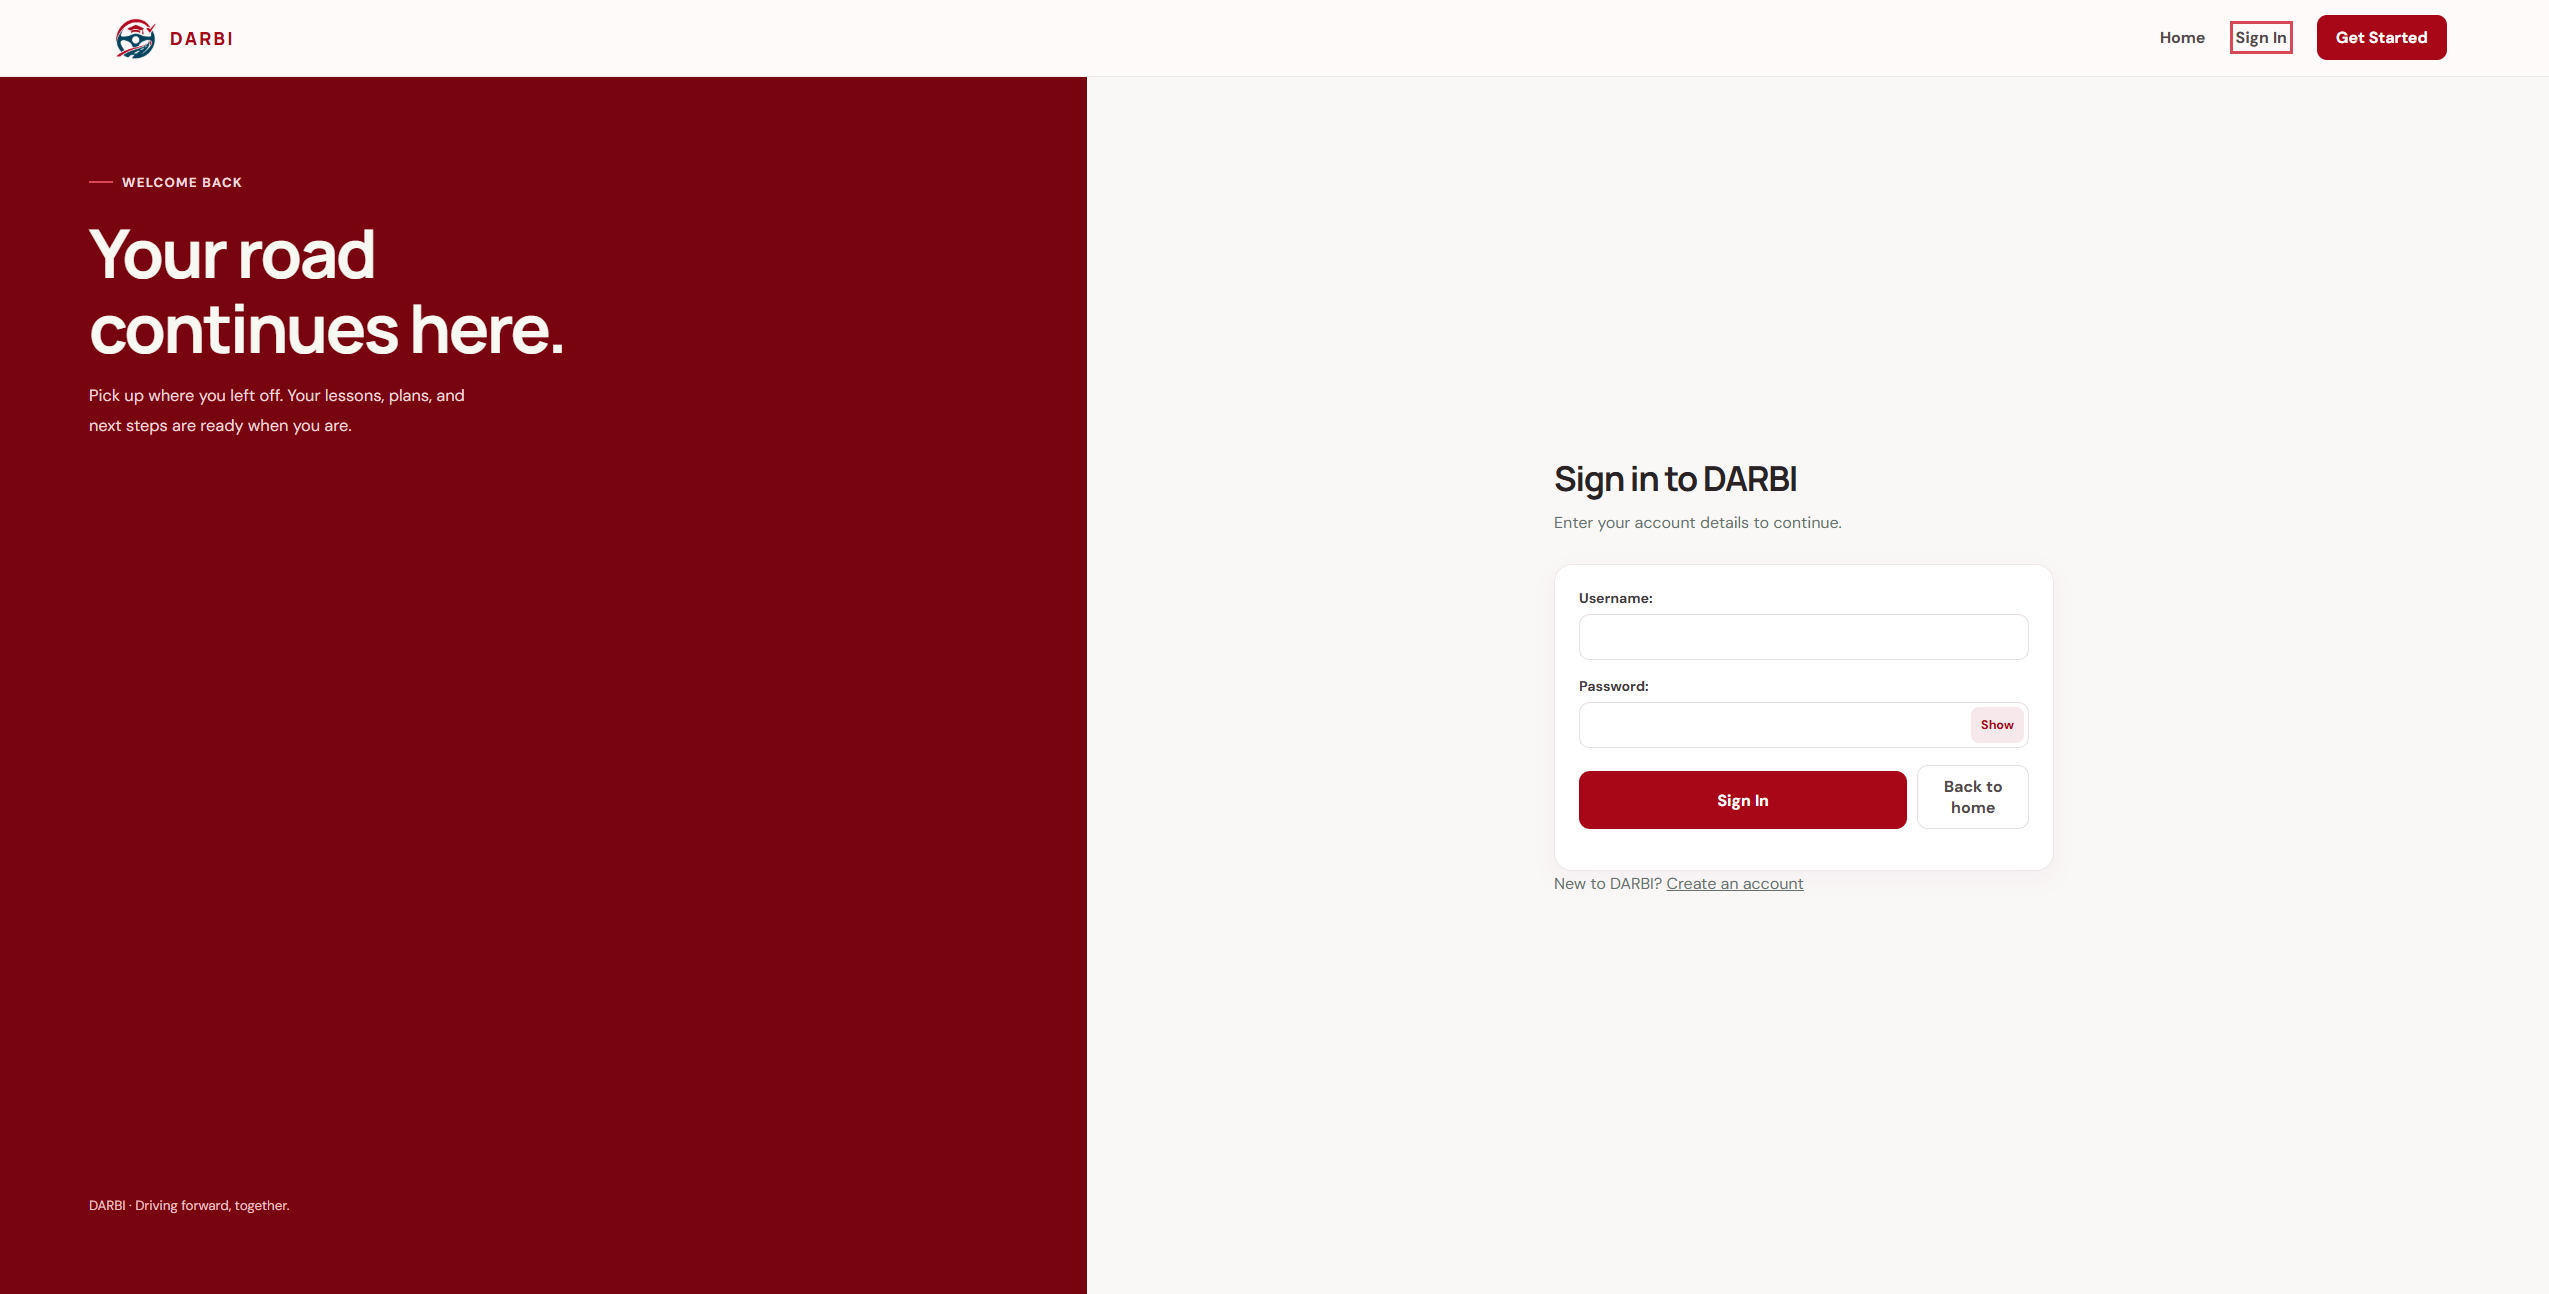 DARBI
Home
Sign In
Get Started
WELCOME BACK
Your road
continues here.
Pick up where you left off. Your lessons, plans, and
next steps are ready when you are.
DARBI · Driving forward, together.
Sign in to DARBI
Enter your account details to continue.
Username:
Password:
Show
Sign In
Back to
home
New to DARBI? Create an account